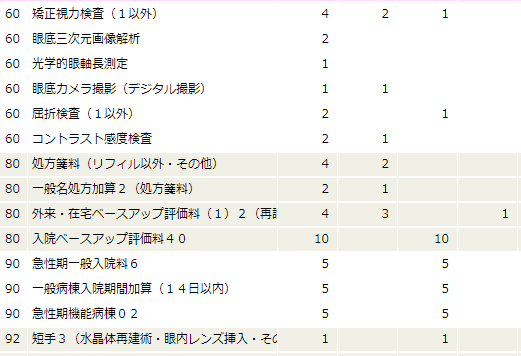 60 矯正視力検査（１以外） 4 2 1
60 眼底三次元画像解析 2
60 光学的眼軸長測定 1
60 眼底カメラ撮影（デジタル撮影） 1 1
60 屈折検査（１以外） 2 1
60 コントラスト感度検査 2 1
80 処方箋料（リフィル以外・その他） 4 2
80 一般名処方加算２（処方箋料） 2 1
80 外来・在宅ベースアップ評価料（１）２（再診 4 3 1
80 入院ベースアップ評価料４０ 10 10
90 急性期一般入院料６ 5 5
90 一般病棟入院期間加算（１４日以内） 5 5
90 急性期機能病棟０２ 5 5
92 短手３（水晶体再建術・眼内レンズ挿入・その 1 1